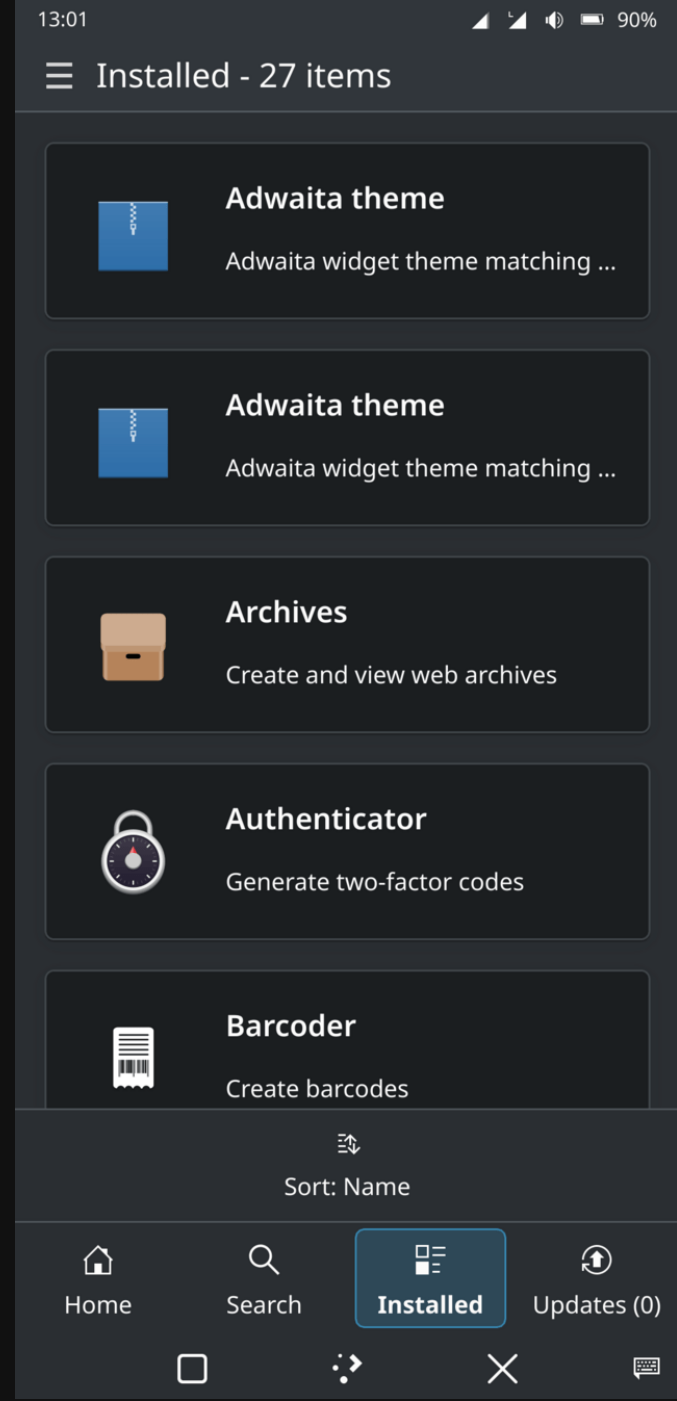 13:01
90%
Installed - 27 items
Adwaita theme
Adwaita widget theme matching ...
Adwaita theme
Adwaita widget theme matching ...
Archives
Create and view web archives
Authenticator
Generate two-factor codes
Barcoder
Create barcodes
Sort: Name
Home
Search
Installed
Updates (0)